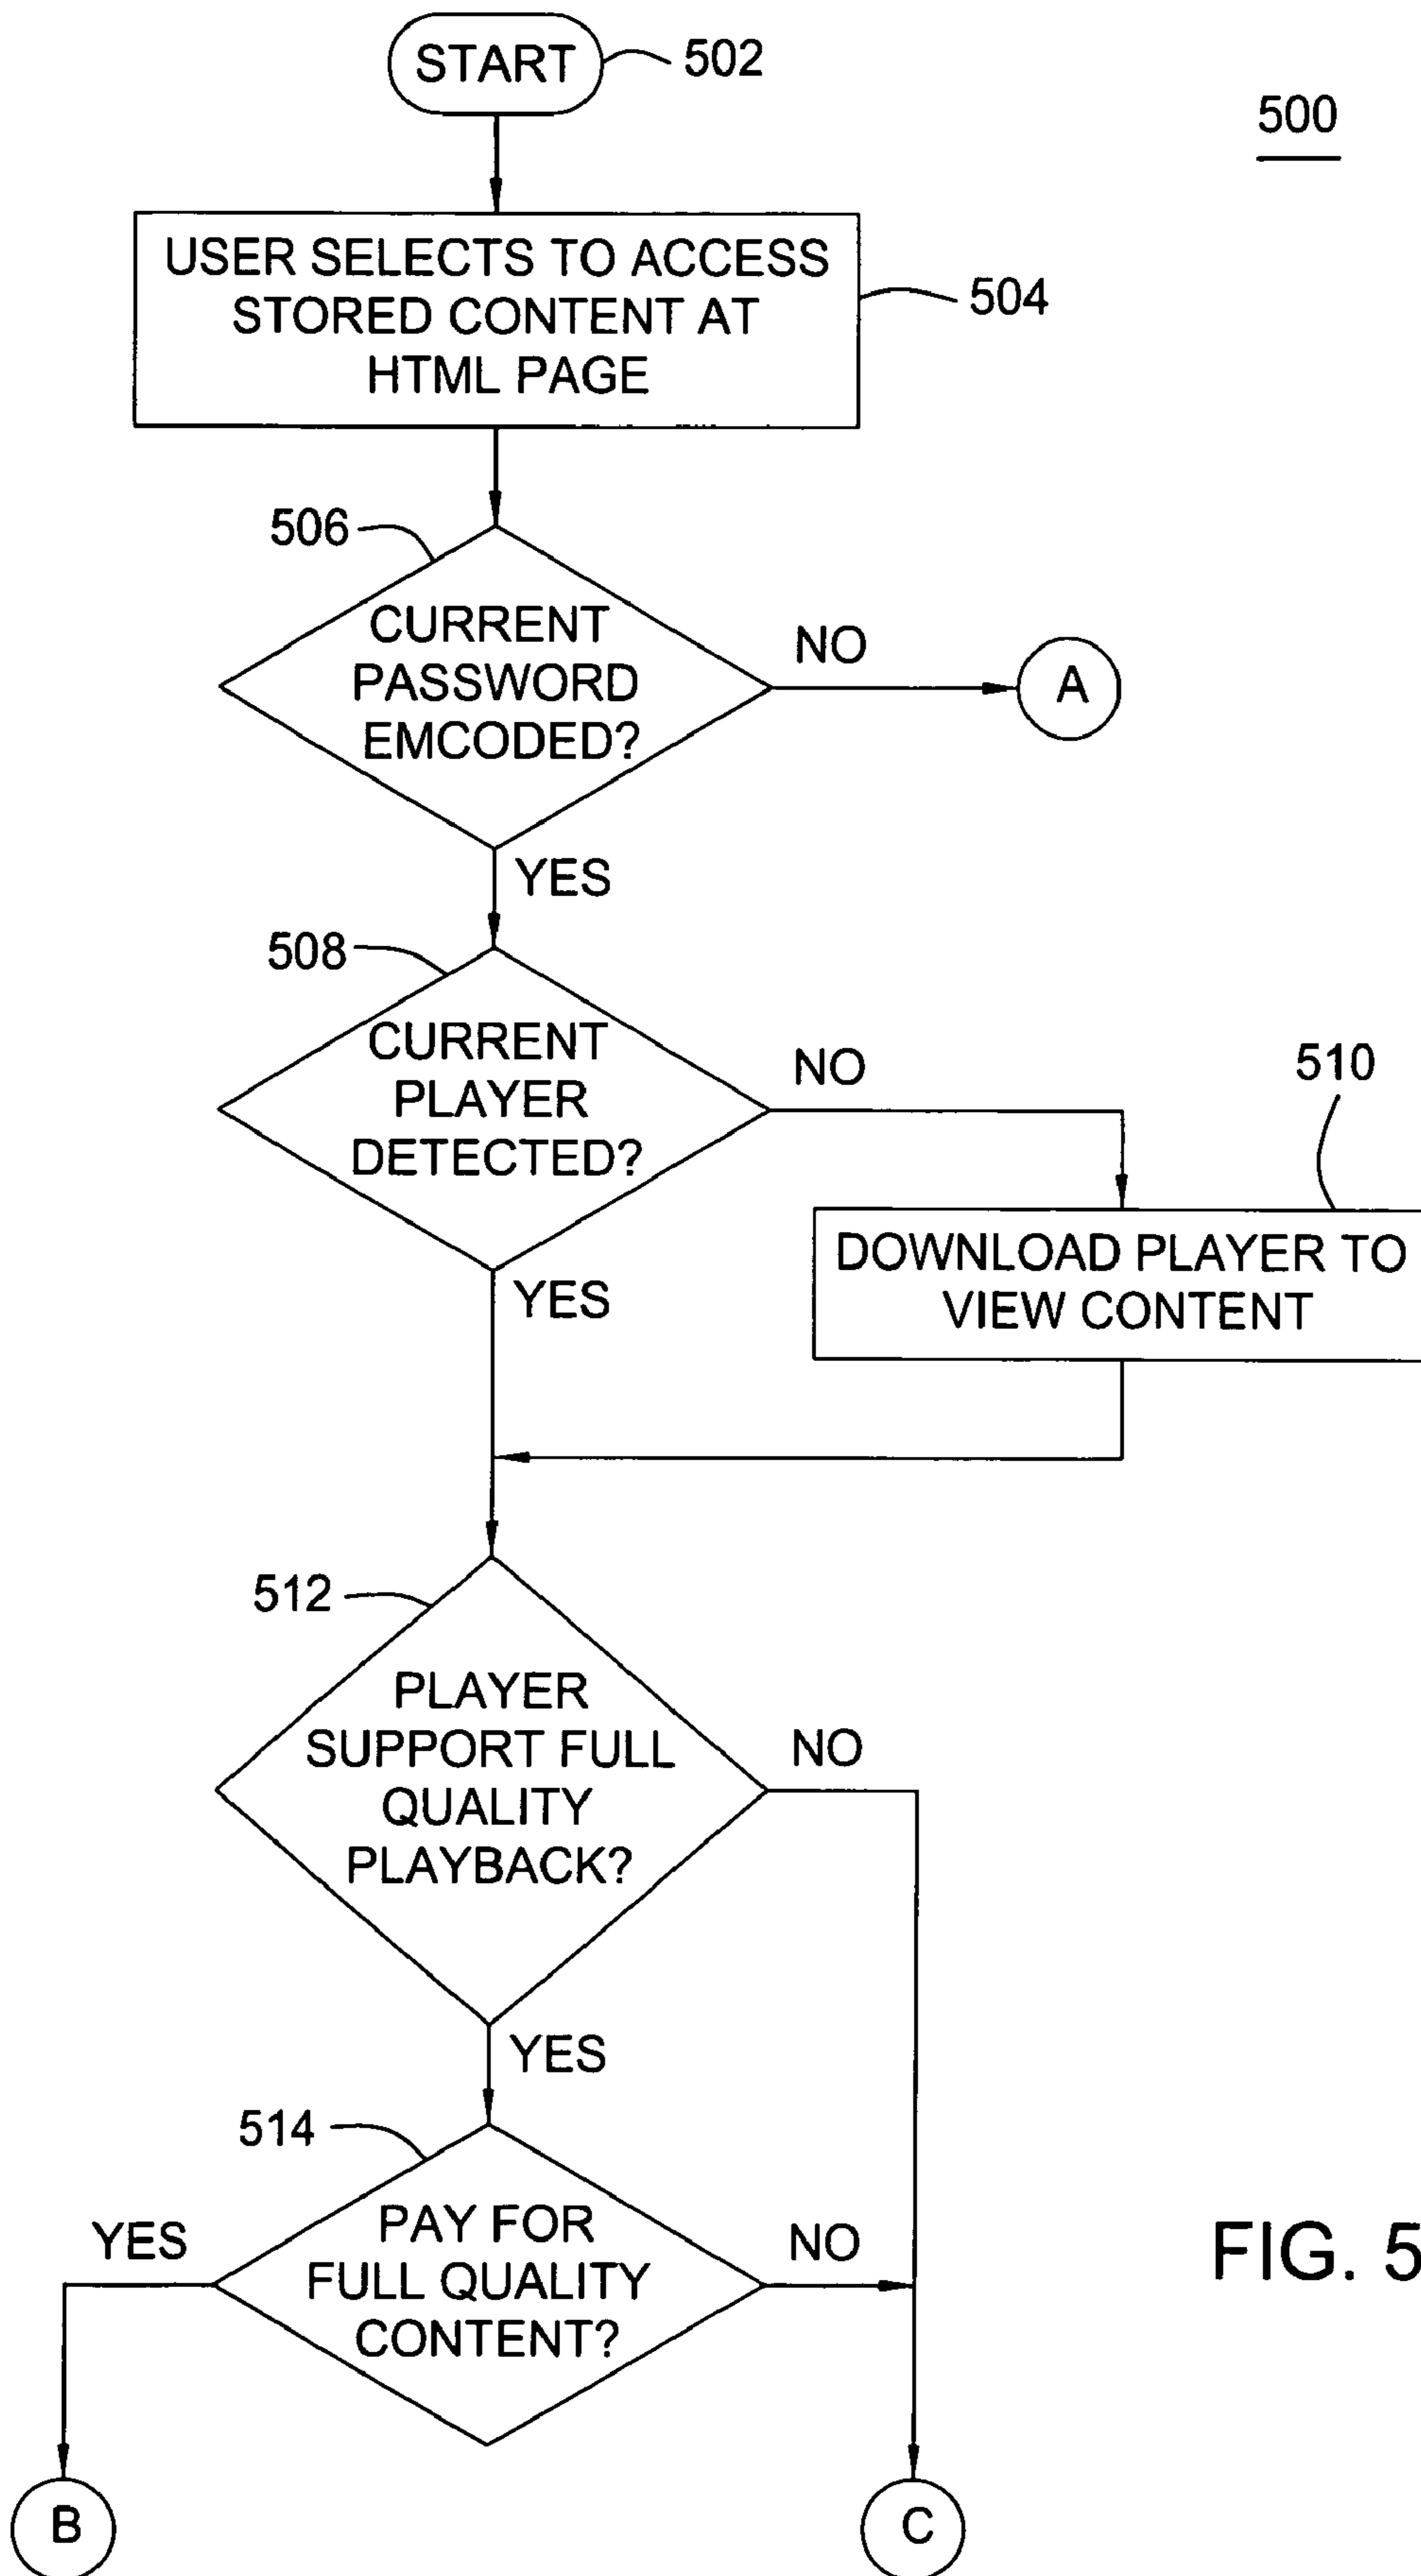 START
502
500
USER SELECTS TO ACCESS
STORED CONTENT AT
HTML PAGE
504
506
CURRENT
PASSWORD
EMCODED?
NO
A
YES
508
CURRENT
PLAYER
DETECTED?
NO
510
DOWNLOAD PLAYER TO
VIEW CONTENT
YES
512
PLAYER
SUPPORT FULL
QUALITY
PLAYBACK?
NO
YES
514
PAY FOR
FULL QUALITY
CONTENT?
YES
NO
FIG. 5
B
C